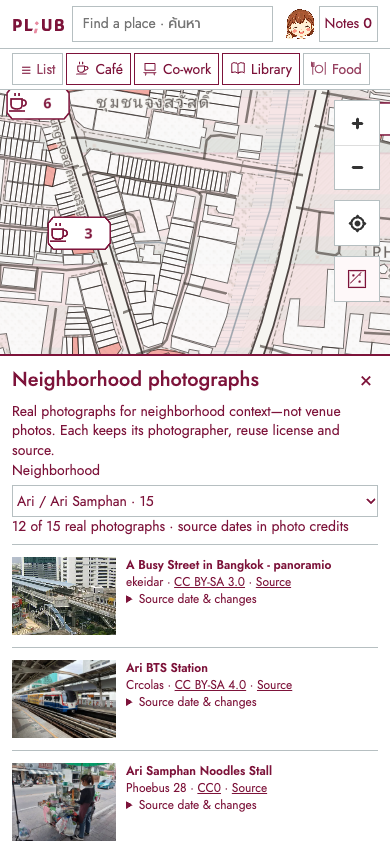 PL;UB
Find a place · ค้นหา
Notes 0
List
Café
Co-work
Library
Food
6
ชุมชนจงสวัสดิ์
3
PH
Neighborhood photographs
Real photographs for neighborhood context—not venue
photos. Each keeps its photographer, reuse license and
source.
Neighborhood
Ari / Ari Samphan · 15
12 of 15 real photographs · source dates in photo credits
A Busy Street in Bangkok - panoramio
ekeidar · CC BY-SA 3.0 · Source
Source date & changes
Ari BTS Station
Crcolas · CC BY-SA 4.0 · Source
Source date & changes
Ari Samphan Noodles Stall
Phoebus 28 · CC0 · Source
Source date & changes